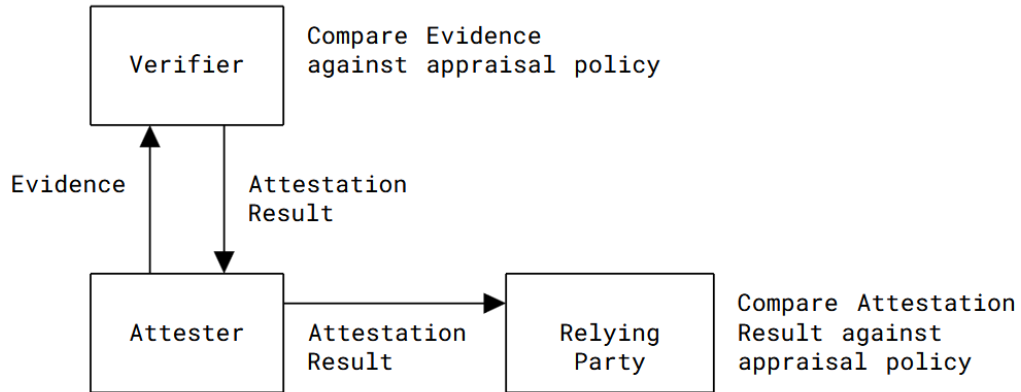 Verifier
Compare Evidence
against appraisal policy
Evidence
Attestation
Result
Attester
Attestation
Result
Relying
Party
Compare Attestation
Result against
appraisal policy